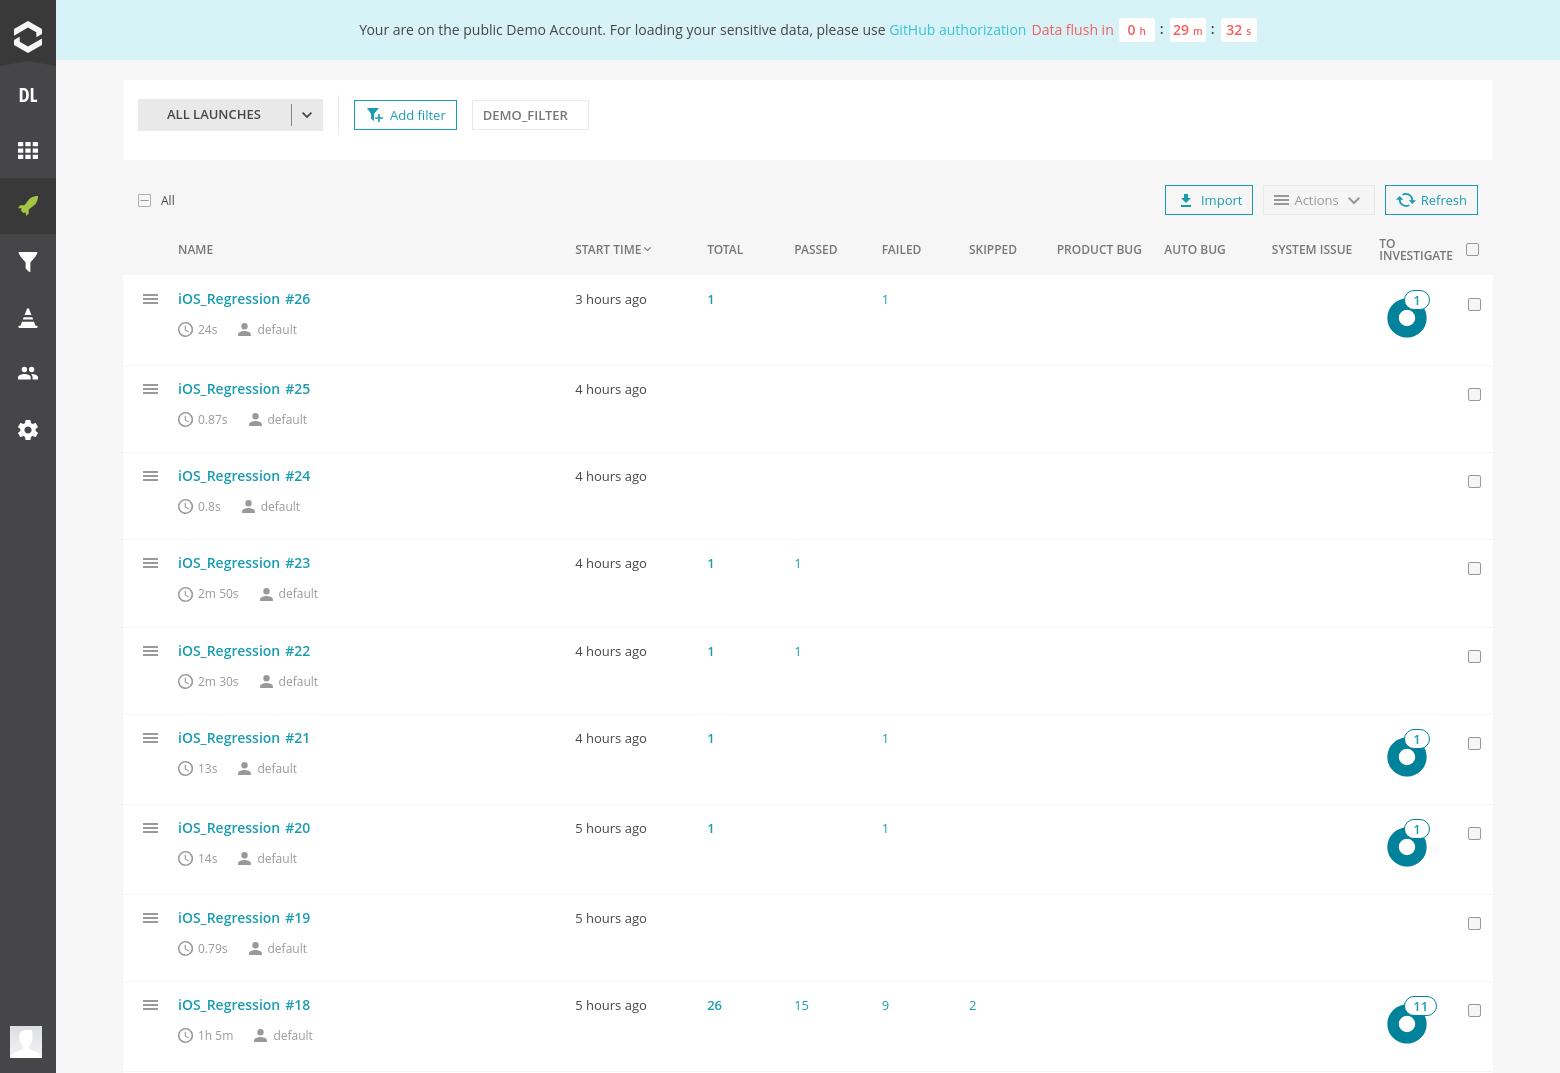 Your are on the public Demo Account. For loading your sensitive data, please use GitHub authorization Data flush in 0 h : 29 m : 32 s
DL
ALL LAUNCHES
Add filter
DEMO_FILTER
All
Import
Actions
Refresh
NAME START TIME TOTAL PASSED FAILED SKIPPED PRODUCT BUG AUTO BUG SYSTEM ISSUE TO INVESTIGATE
iOS_Regression #26 3 hours ago 1 1 1
24s default
iOS_Regression #25 4 hours ago
0.87s default
iOS_Regression #24 4 hours ago
0.8s default
iOS_Regression #23 4 hours ago 1 1
2m 50s default
iOS_Regression #22 4 hours ago 1 1
2m 30s default
iOS_Regression #21 4 hours ago 1 1 1
13s default
iOS_Regression #20 5 hours ago 1 1 1
14s default
iOS_Regression #19 5 hours ago
0.79s default
iOS_Regression #18 5 hours ago 26 15 9 2 11
1h 5m default